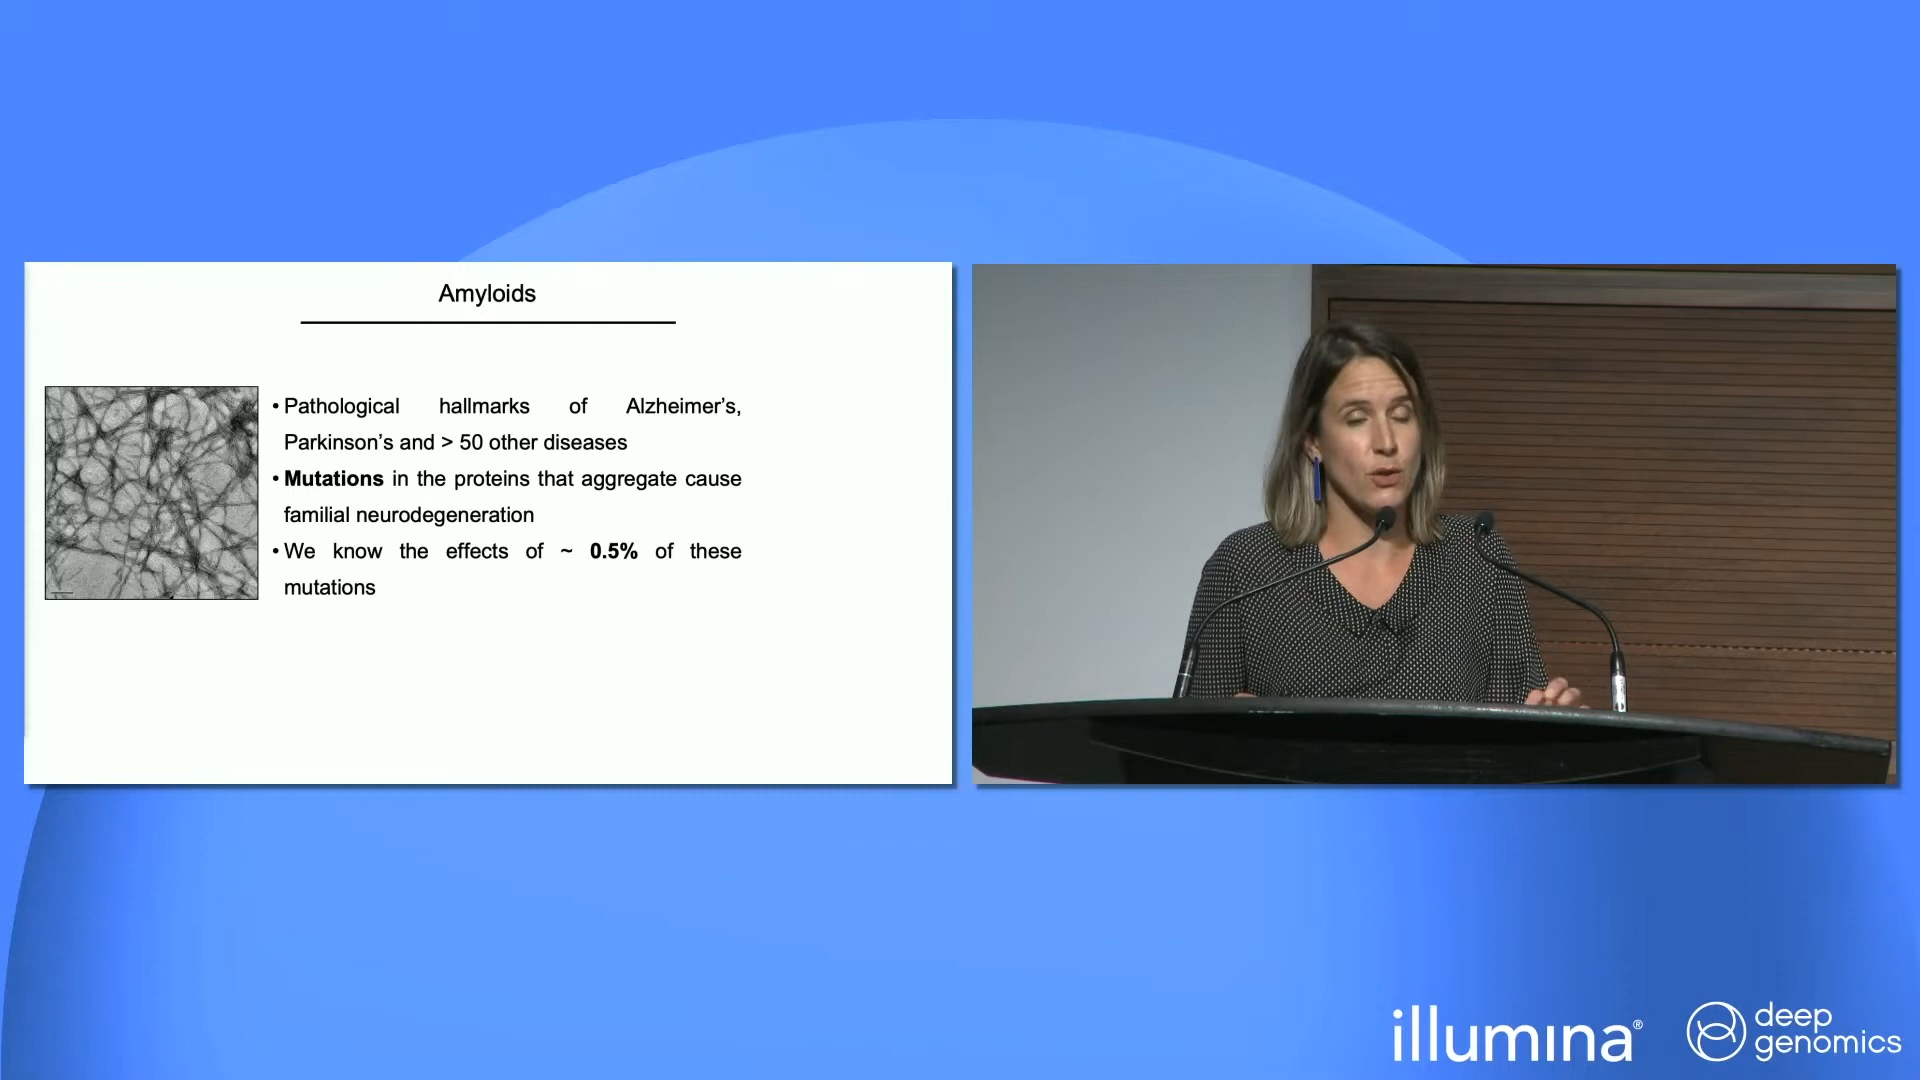 Amyloids
• Pathological hallmarks of Alzheimer's,
Parkinson's and > 50 other diseases
• Mutations in the proteins that aggregate cause
familial neurodegeneration
• We know the effects of ~ 0.5% of these
mutations
illumina®
deep
genomics